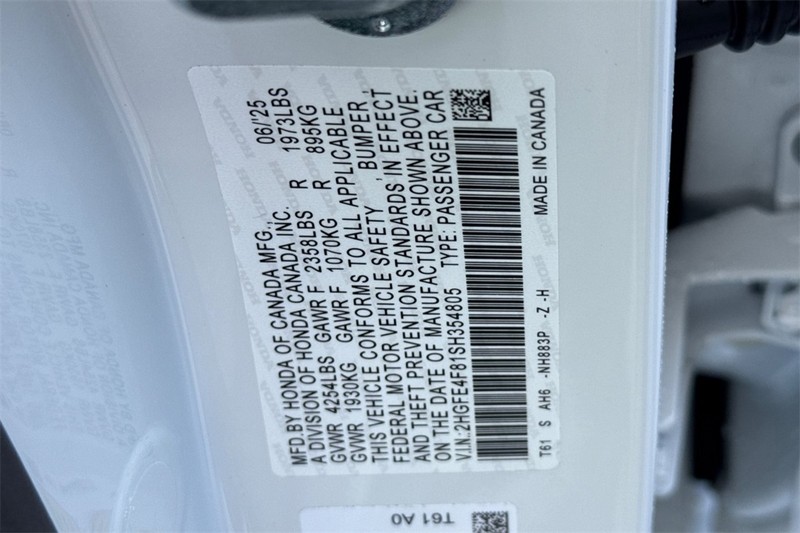 MFD.BY HONDA OF CANADA MFG., 06/'25
A DIVISION OF HONDA CANADA INC.
GVWR 4254LBS GAWR F 2358LBS R 1973LBS
GVWR 1930KG GAWR F 1070KG R 895KG
THIS VEHICLE CONFORMS TO ALL APPLICABLE
FEDERAL MOTOR VEHICLE SAFETY , BUMPER ,
AND THEFT PREVENTION STANDARDS IN EFFECT
ON THE DATE OF MANUFACTURE SHOWN ABOVE.
V.I.N.:2HGFE4F81SH354805 TYPE: PASSENGER CAR
T61 S AH6 -NH883P -Z -H MADE IN CANADA
T61 A0